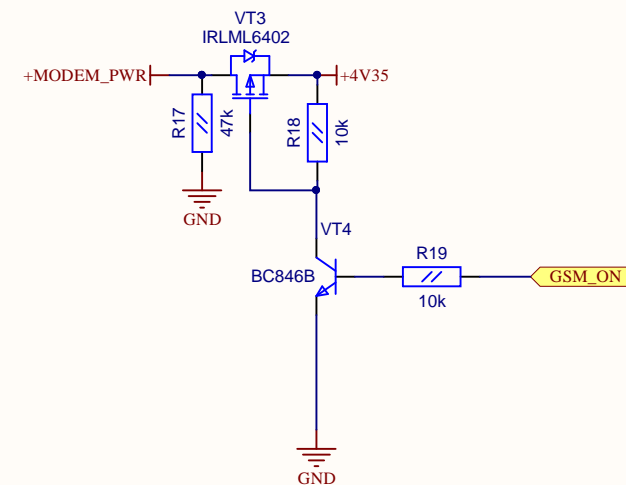 VT3
IRLML6402
+MODEM_PWR
+4V35
R17
47k
R18
10k
GND
VT4
BC846B
R19
10k
GSM_ON
GND